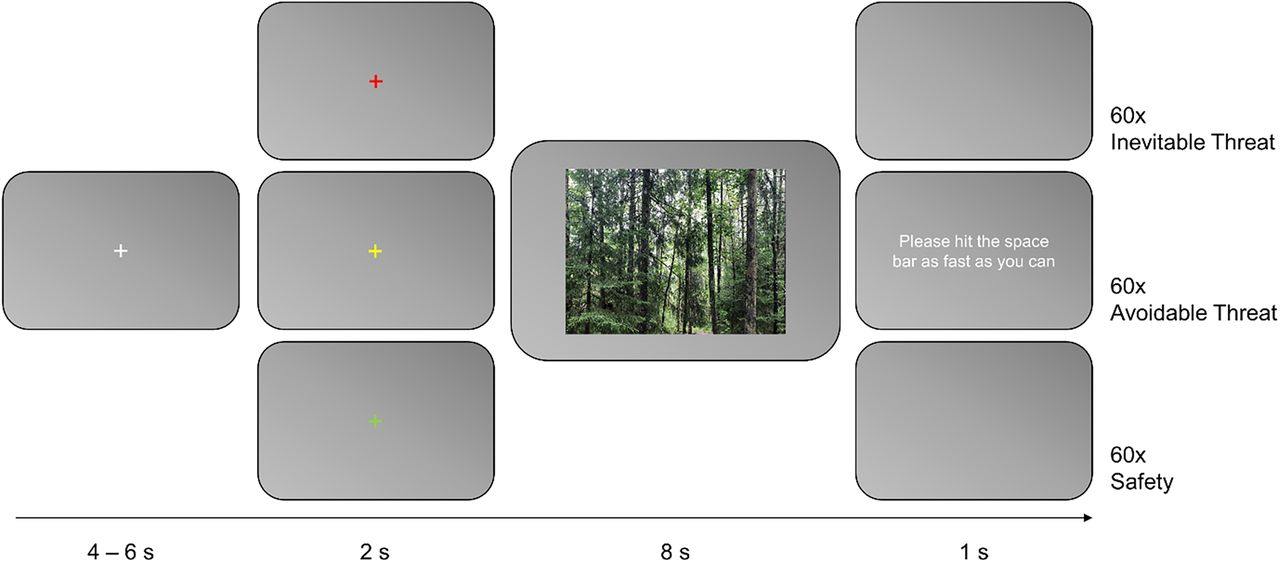 60x
Inevitable Threat
Please hit the space
bar as fast as you can
60x
Avoidable Threat
60x
Safety
4 – 6 s
2 s
8 s
1 s